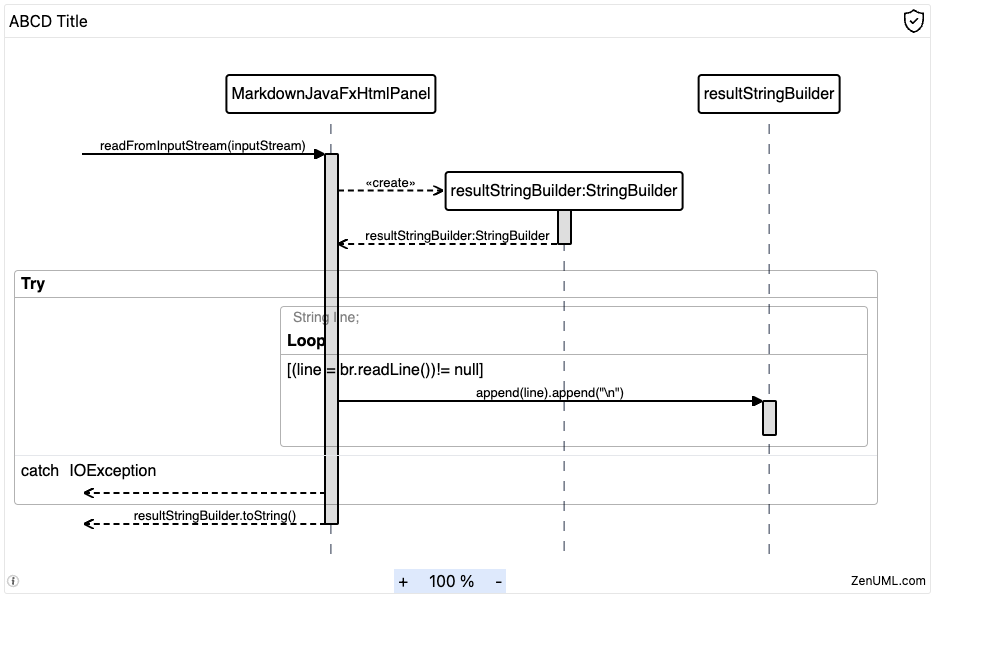 ABCD Title
MarkdownJavaFxHtmlPanel
resultStringBuilder
readFromInputStream(inputStream)
«create»
resultStringBuilder:StringBuilder
resultStringBuilder:StringBuilder
Try
String line;
Loop
[(line = br.readLine())!= null]
append(line).append("\n")
catch IOException
resultStringBuilder.toString()
+ 100 % -
ZenUML.com